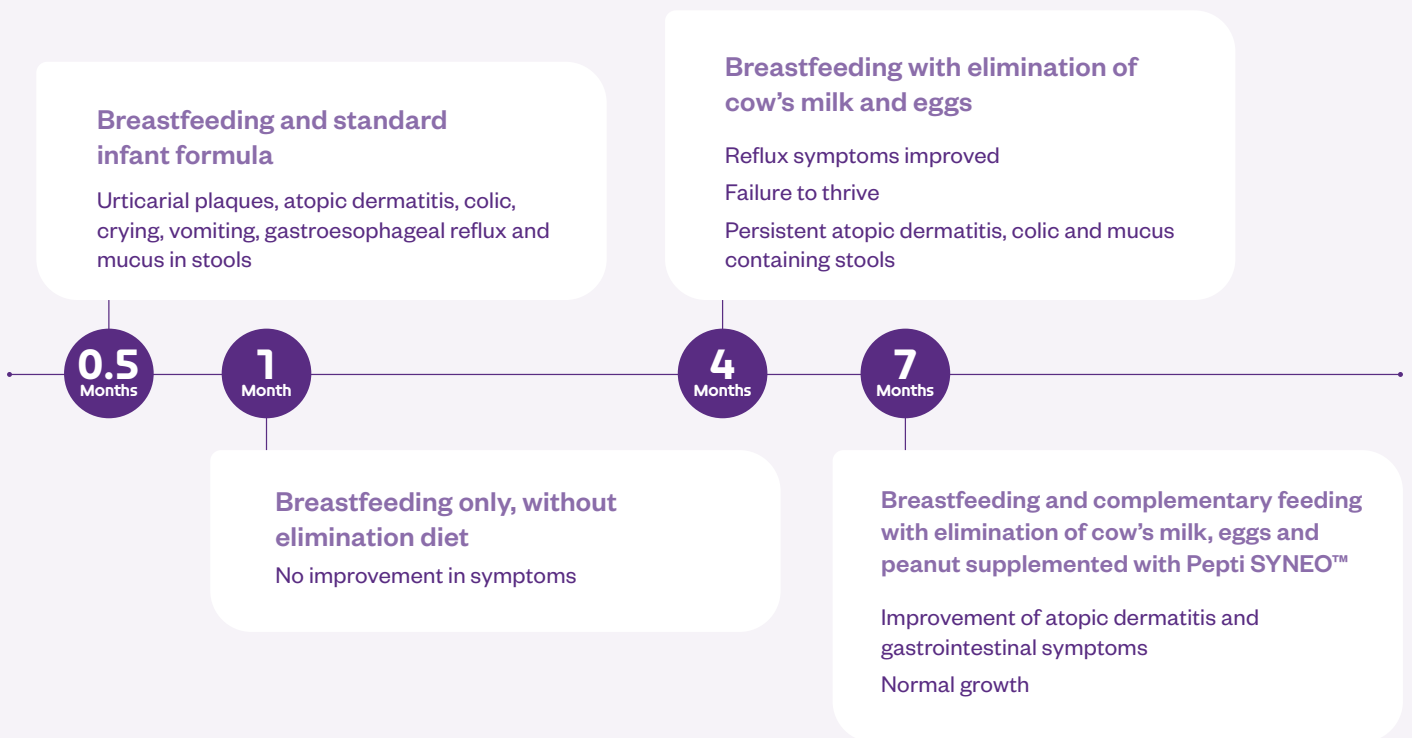 Breastfeeding and standard
infant formula
Urticarial plaques, atopic dermatitis, colic,
crying, vomiting, gastroesophageal reflux and
mucus in stools
0.5
Months
1
Month
Breastfeeding only, without
elimination diet
No improvement in symptoms
Breastfeeding with elimination of
cow’s milk and eggs
Reflux symptoms improved
Failure to thrive
Persistent atopic dermatitis, colic and mucus
containing stools
4
Months
7
Months
Breastfeeding and complementary feeding
with elimination of cow’s milk, eggs and
peanut supplemented with Pepti SYNEO™
Improvement of atopic dermatitis and
gastrointestinal symptoms
Normal growth